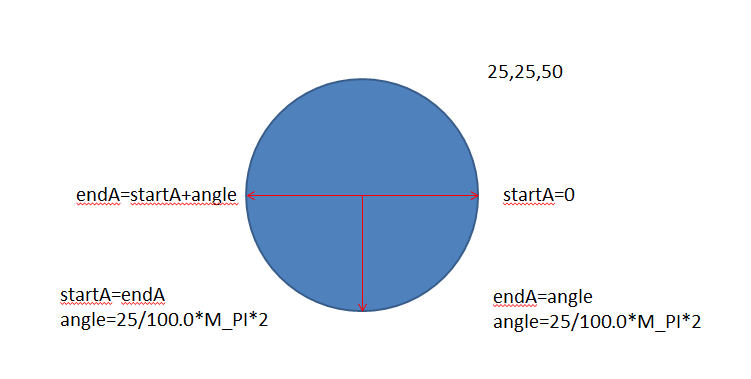 25,25,50
endA=startA+angle
startA=0
startA=endA
angle=25/100.0*M_PI*2
endA=angle
angle=25/100.0*M_PI*2